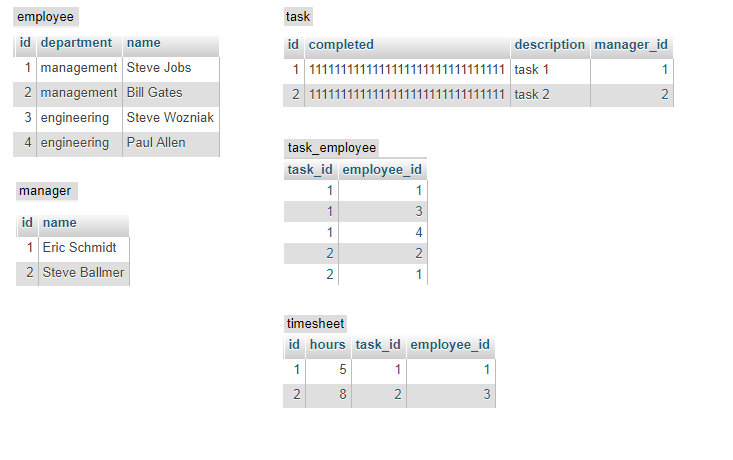 employee
id department name
1 management Steve Jobs
2 management Bill Gates
3 engineering Steve Wozniak
4 engineering Paul Allen
manager
id name
1 Eric Schmidt
2 Steve Ballmer
task
id completed description manager_id
1 1111111111111111111111111111111 task 1 1
2 1111111111111111111111111111111 task 2 2
task_employee
task_id employee_id
1 1
1 3
1 4
2 2
2 1
timesheet
id hours task_id employee_id
1 5 1 1
2 8 2 3